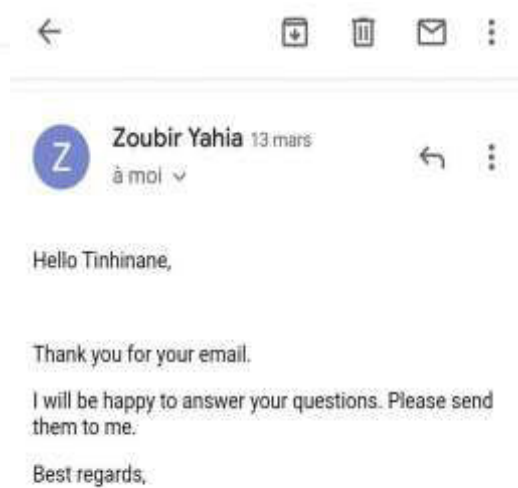 Z
Zoubir Yahia 13 mars
à moi
Hello Tinhinane,
Thank you for your email.
I will be happy to answer your questions. Please send
them to me.
Best regards,